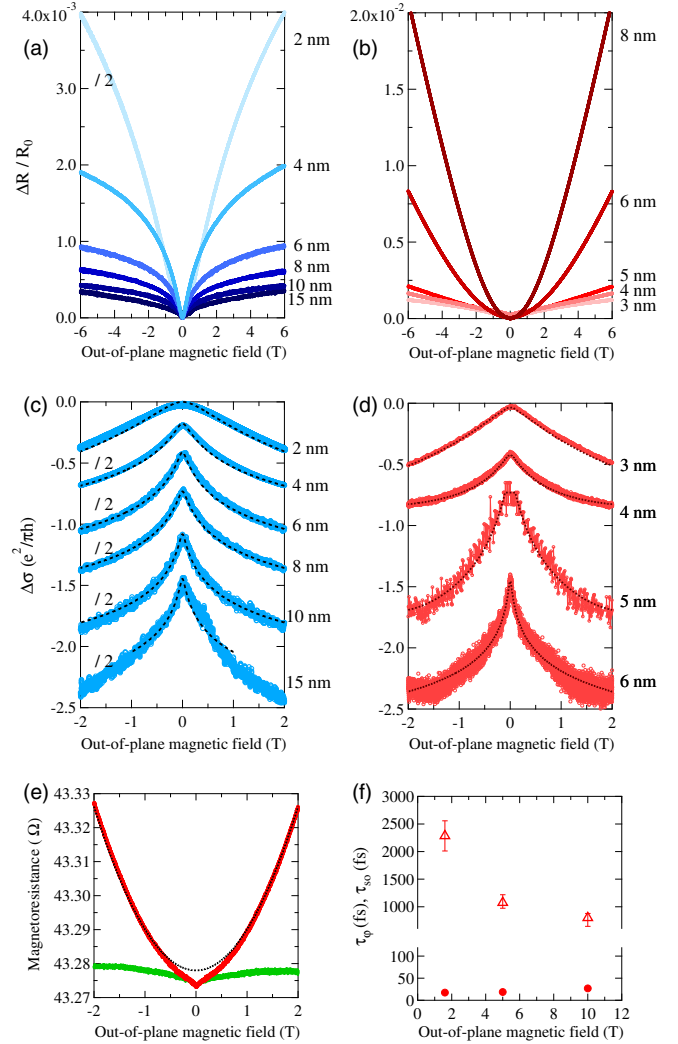 (a)
4.0x10⁻³
3.0
2.0
1.0
0.0
ΔR / R₀
/ 2
2 nm
4 nm
6 nm
8 nm
10 nm
15 nm
-6 -4 -2 0 2 4 6
Out-of-plane magnetic field (T)
(b)
2.0x10⁻²
1.5
1.0
0.5
0.0
8 nm
6 nm
5 nm
4 nm
3 nm
-6 -4 -2 0 2 4 6
Out-of-plane magnetic field (T)
(c)
0.0
-0.5
-1.0
-1.5
-2.0
-2.5
Δσ (e²/πh)
2 nm
/ 2
4 nm
/ 2
6 nm
/ 2
8 nm
/ 2
10 nm
/ 2
15 nm
-2 -1 0 1 2
Out-of-plane magnetic field (T)
(d)
0.0
-0.5
-1.0
-1.5
-2.0
-2.5
3 nm
4 nm
5 nm
6 nm
-2 -1 0 1 2
Out-of-plane magnetic field (T)
(e)
43.33
43.31
43.30
43.29
43.28
43.27
Magnetoresistance ( Ω)
-2 -1 0 1 2
Out-of-plane magnetic field (T)
(f)
3000
2500
2000
1500
1000
100
50
0
τφ (fs), τso (fs)
0 2 4 6 8 10 12
Out-of-plane magnetic field (T)